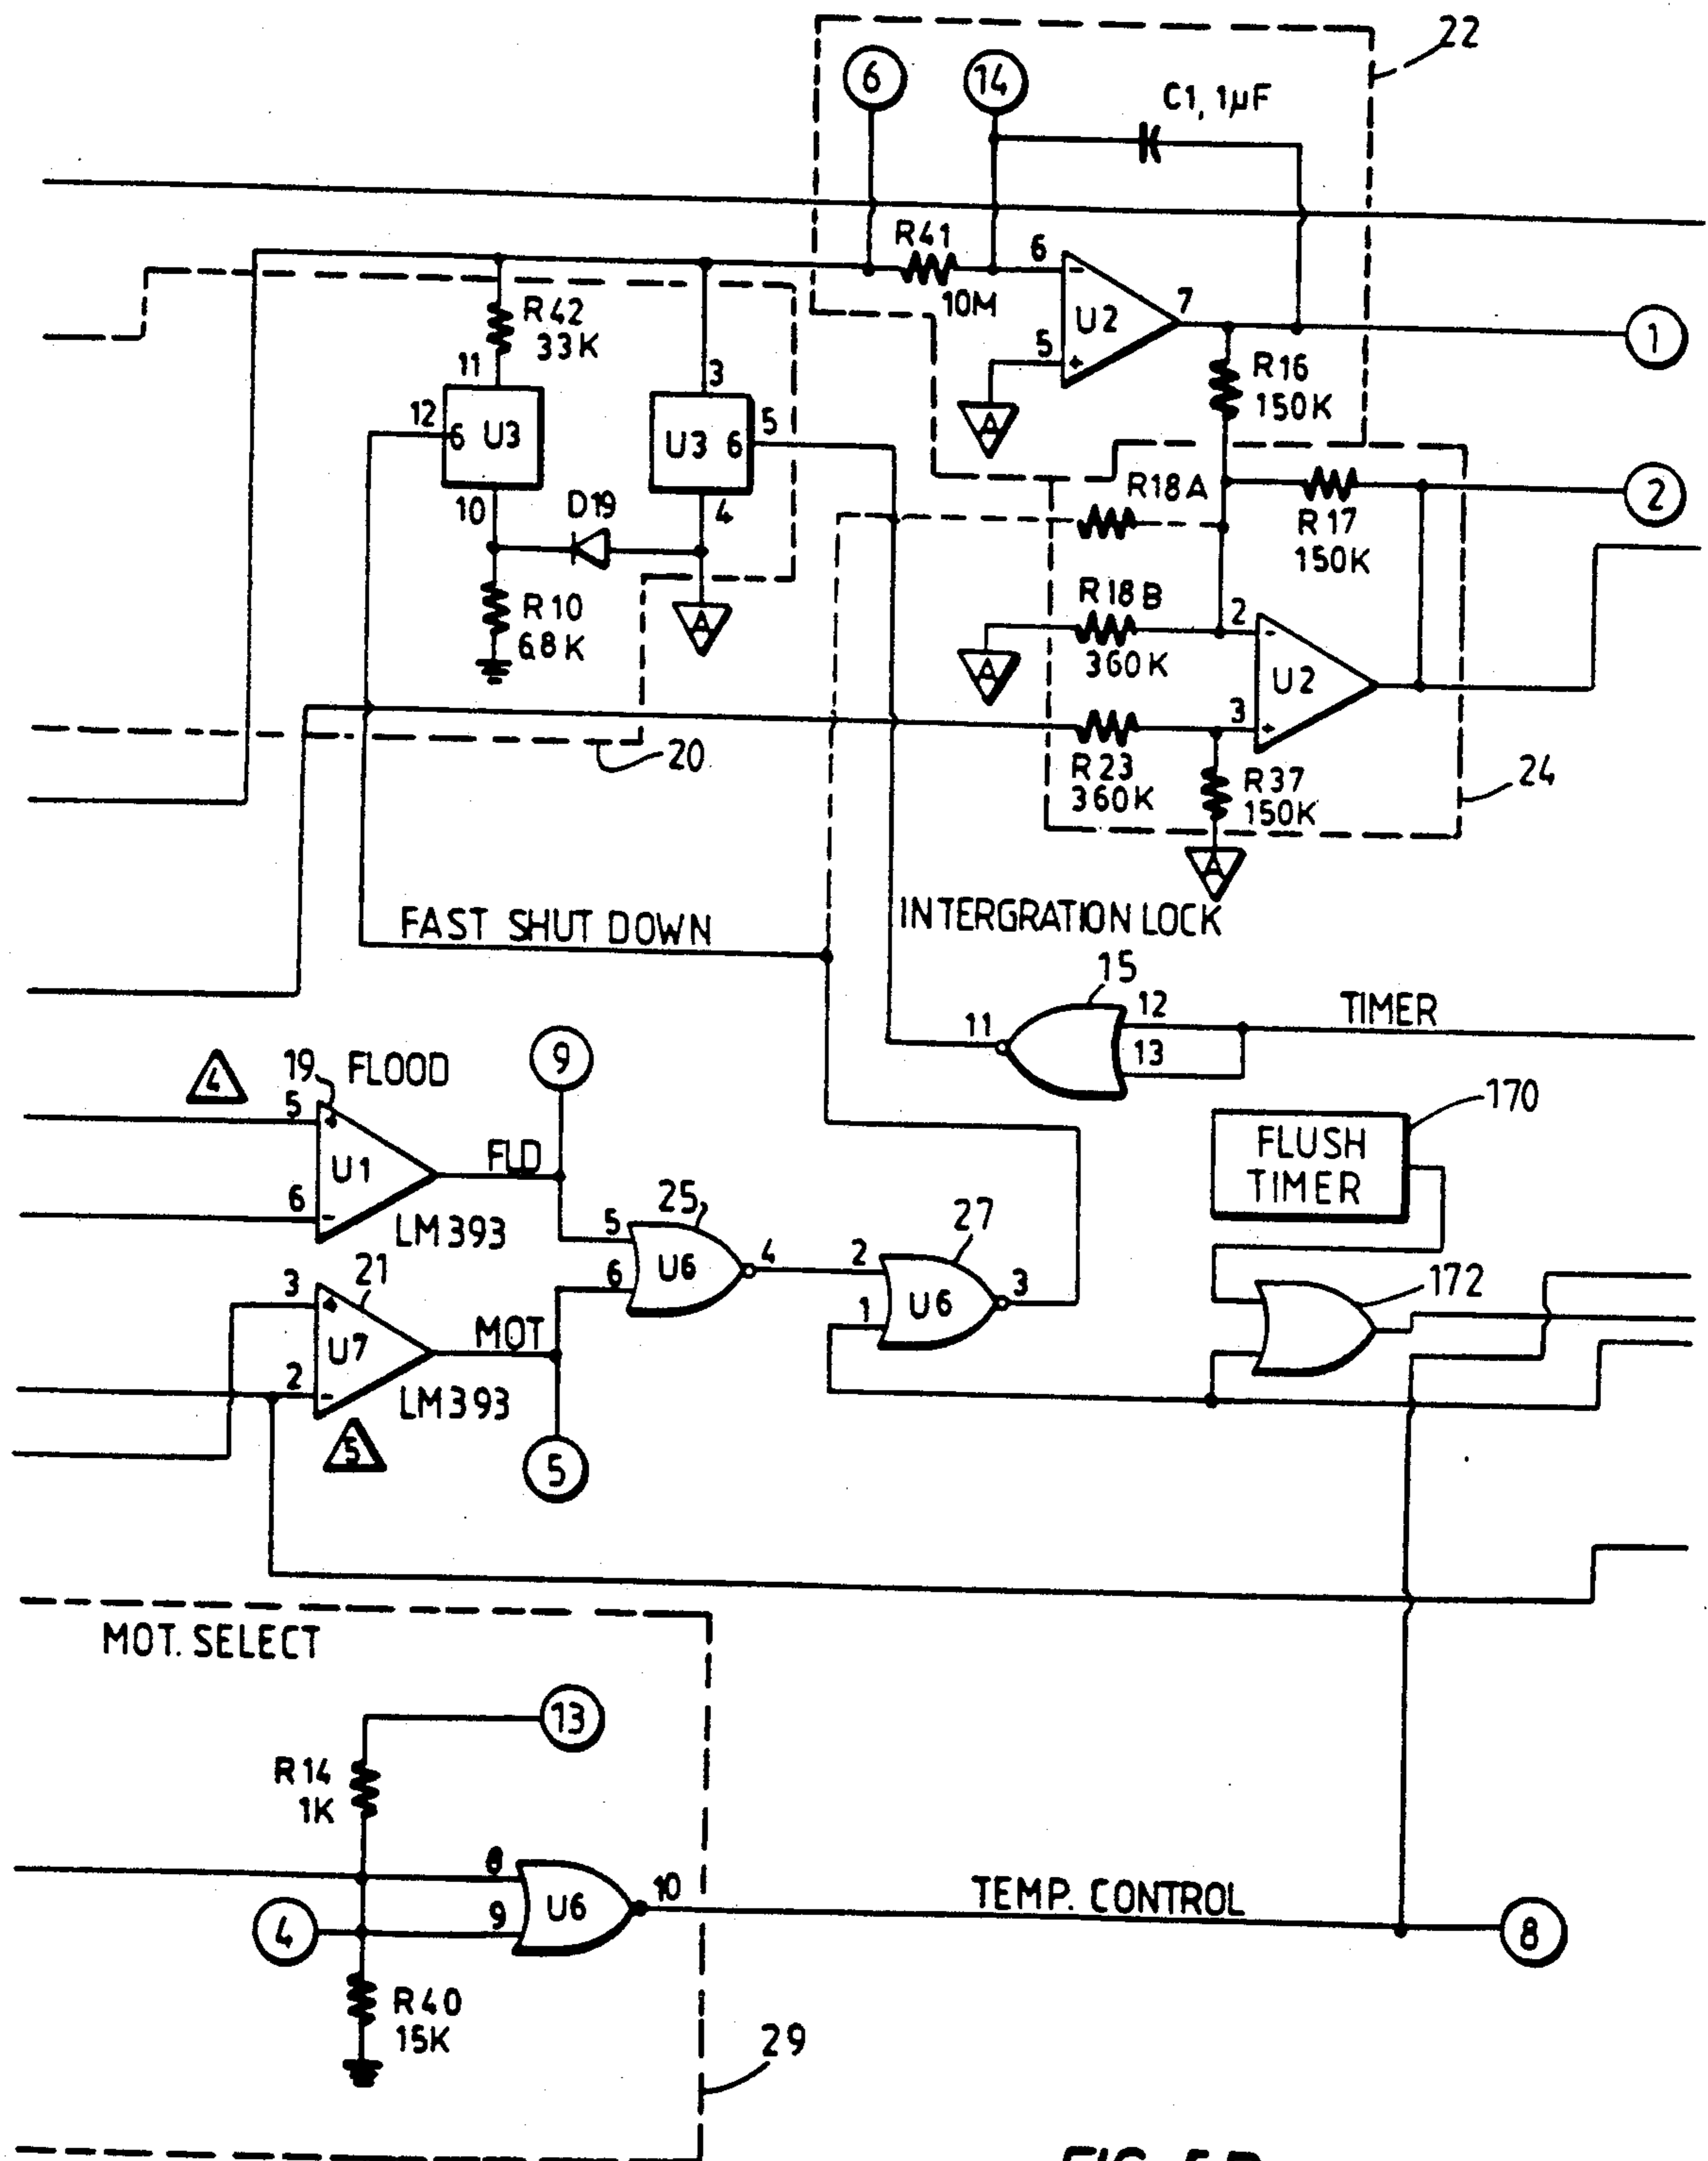 22
6
14
C1, 1µF
R41
10M
6
5
U2
7
1
R42
33K
11
12
6
U3
10
3
U3
6
5
4
D19
R10
68K
A
A
R16
150K
2
R17
150K
R18A
R18B
360K
A
2
3
U2
R23
360K
R37
150K
A
24
20
FAST SHUT DOWN
INTERGRATION LOCK
15
12
13
11
TIMER
4
19
FLOOD
5
6
U1
LM393
FLD
9
170
FLUSH
TIMER
25
5
6
U6
4
27
2
1
U6
3
172
21
3
2
U7
LM393
MOT
5
5
MOT. SELECT
13
R14
1K
8
9
U6
10
TEMP. CONTROL
4
8
R40
15K
29